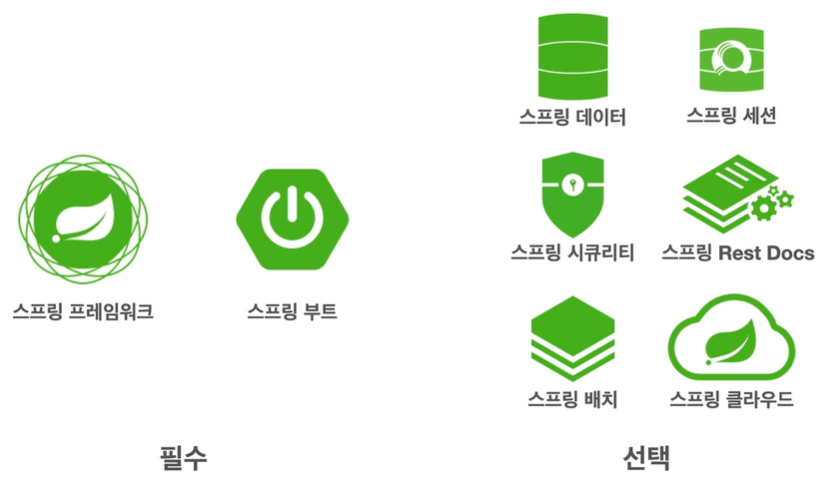 스프링 데이터
스프링 세션
스프링 시큐리티
스프링 Rest Docs
스프링 프레임워크
스프링 부트
스프링 배치
스프링 클라우드
필수
선택